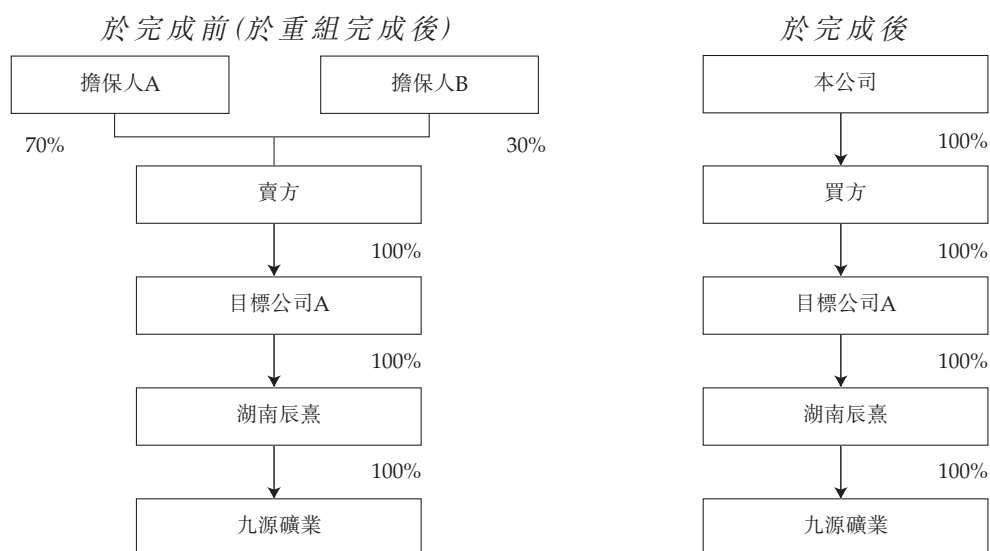 於完成前(於重組完成後)
擔保人A
擔保人B
70%
30%
賣方
100%
目標公司A
100%
湖南辰熹
100%
九源礦業
於完成後
本公司
100%
買方
100%
目標公司A
100%
湖南辰熹
100%
九源礦業